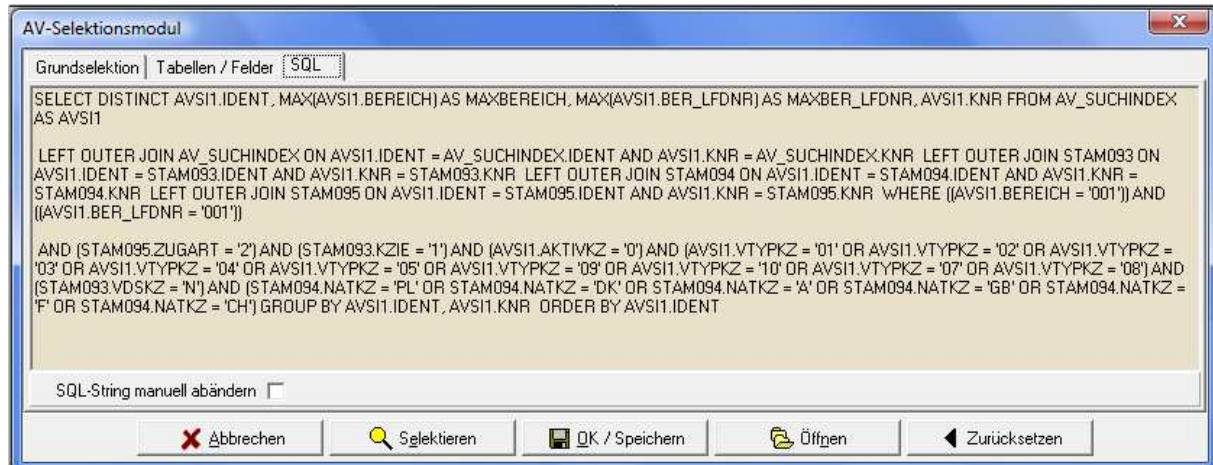 AV-Selektionsmodul
Grundselektion Tabellen / Felder SQL
SELECT DISTINCT AVSI1.IDENT, MAX(AVSI1.BEREICH) AS MAXBEREICH, MAX(AVSI1.BER_LFDNR) AS MAXBER_LFDNR, AVSI1.KNR FROM AV_SUCHINDEX
AS AVSI1
LEFT OUTER JOIN AV_SUCHINDEX ON AVSI1.IDENT = AV_SUCHINDEX.IDENT AND AVSI1.KNR = AV_SUCHINDEX.KNR LEFT OUTER JOIN STAM093 ON
AVSI1.IDENT = STAM093.IDENT AND AVSI1.KNR = STAM093.KNR LEFT OUTER JOIN STAM094 ON AVSI1.IDENT = STAM094.IDENT AND AVSI1.KNR =
STAM094.KNR LEFT OUTER JOIN STAM095 ON AVSI1.IDENT = STAM095.IDENT AND AVSI1.KNR = STAM095.KNR WHERE ((AVSI1.BEREICH = '001')) AND
((AVSI1.BER_LFDNR = '001'))
AND (STAM095.ZUGART = '2') AND (STAM093.KZIE = '1') AND (AVSI1.AKTIVKZ = '0') AND (AVSI1.VTYPKZ = '01' OR AVSI1.VTYPKZ = '02' OR AVSI1.VTYPKZ =
'03' OR AVSI1.VTYPKZ = '04' OR AVSI1.VTYPKZ = '05' OR AVSI1.VTYPKZ = '09' OR AVSI1.VTYPKZ = '10' OR AVSI1.VTYPKZ = '07' OR AVSI1.VTYPKZ = '08') AND
(STAM093.VDSKZ = 'N') AND (STAM094.NATKZ = 'PL' OR STAM094.NATKZ = 'DK' OR STAM094.NATKZ = 'A' OR STAM094.NATKZ = 'GB' OR STAM094.NATKZ =
'F' OR STAM094.NATKZ = 'CH') GROUP BY AVSI1.IDENT, AVSI1.KNR ORDER BY AVSI1.IDENT
SQL-String manuell abändern
Abbrechen Selektieren OK / Speichern Öffnen Zurücksetzen